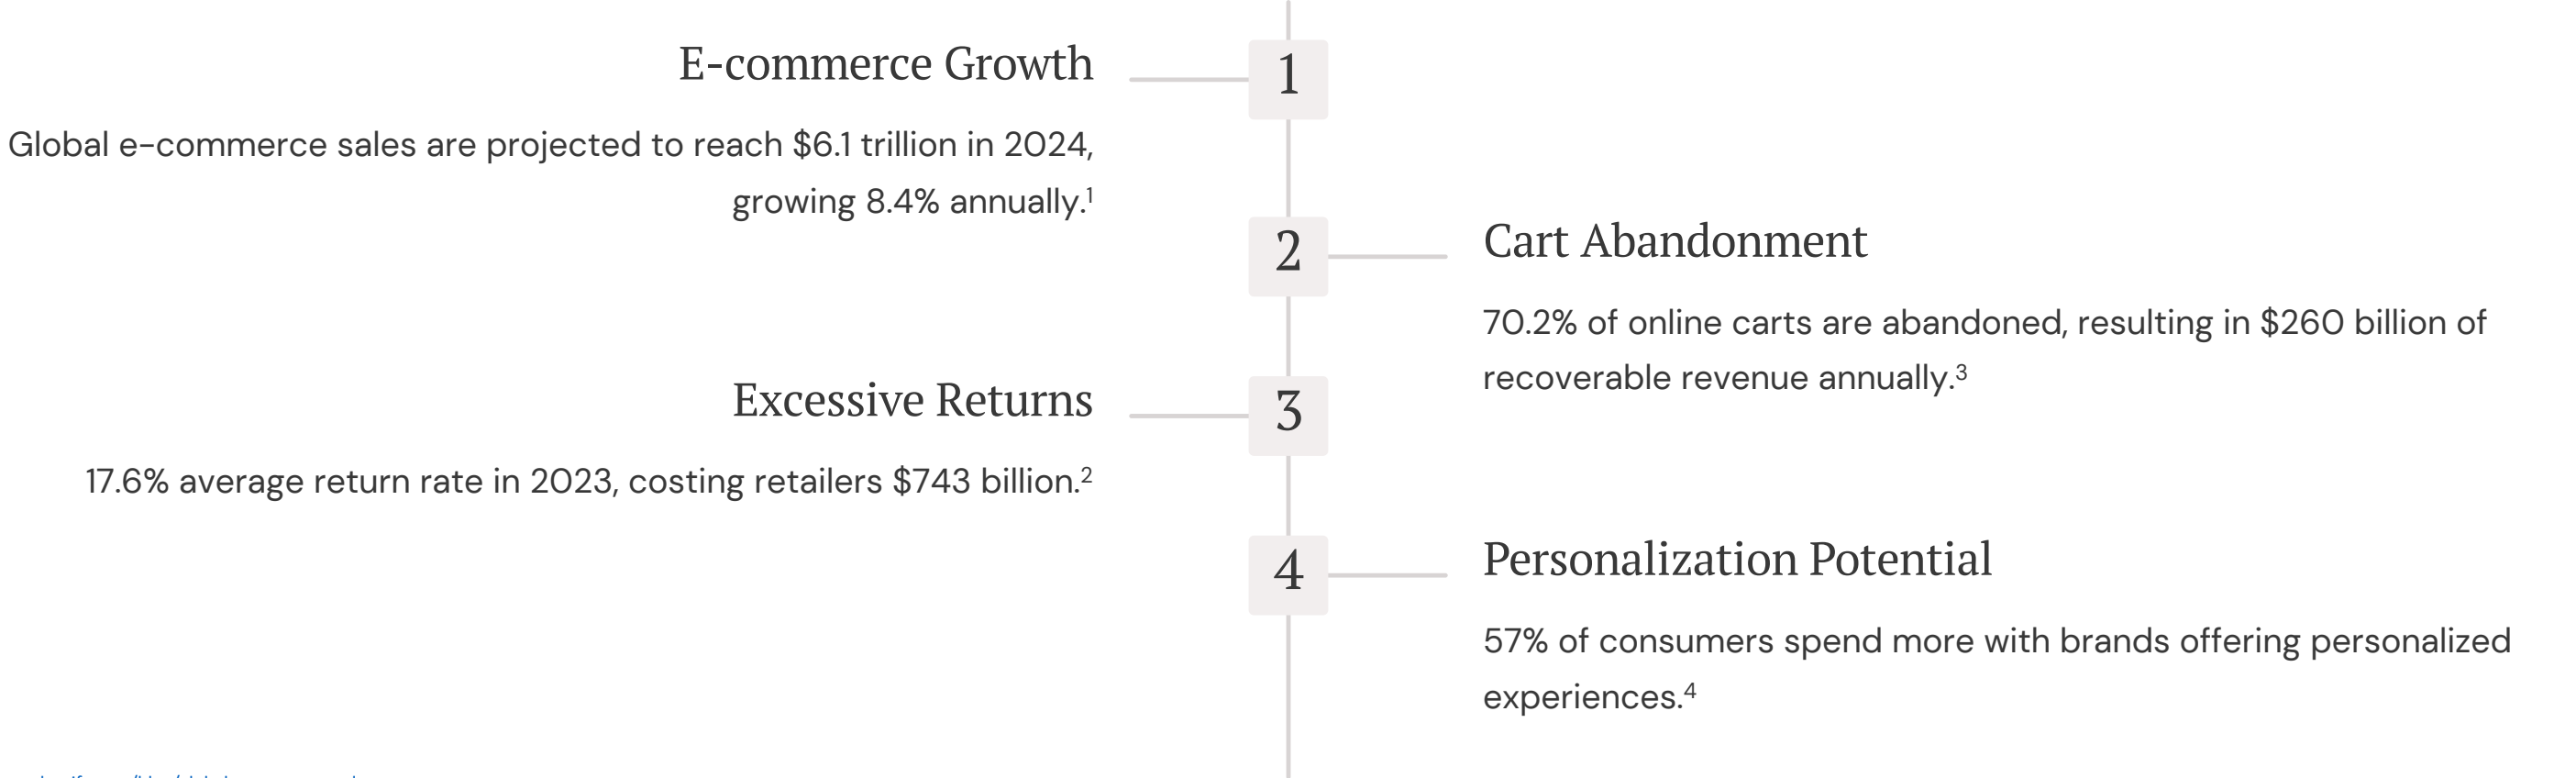 E-commerce Growth
1
Global e-commerce sales are projected to reach $6.1 trillion in 2024,
growing 8.4% annually.¹
2
Cart Abandonment
70.2% of online carts are abandoned, resulting in $260 billion of
recoverable revenue annually.³
Excessive Returns
3
17.6% average return rate in 2023, costing retailers $743 billion.²
4
Personalization Potential
57% of consumers spend more with brands offering personalized
experiences.⁴